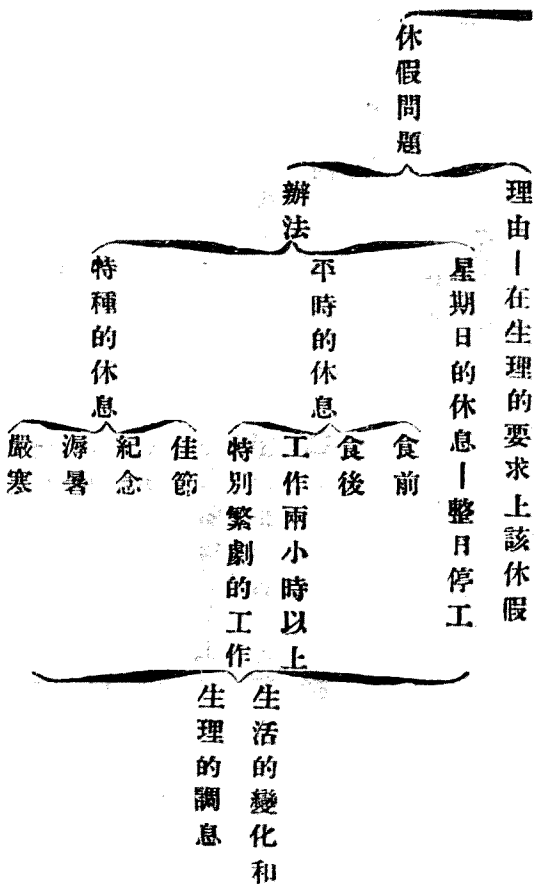 休假問題
理由—在生理的要求上該休假
辦法
星期日的休息—整日停工
平時的休息
食前
食後
工作兩小時以上
特別繁劇的工作
特種的休息
佳節
紀念
溽暑
嚴寒
生活的變化和
生理的調息